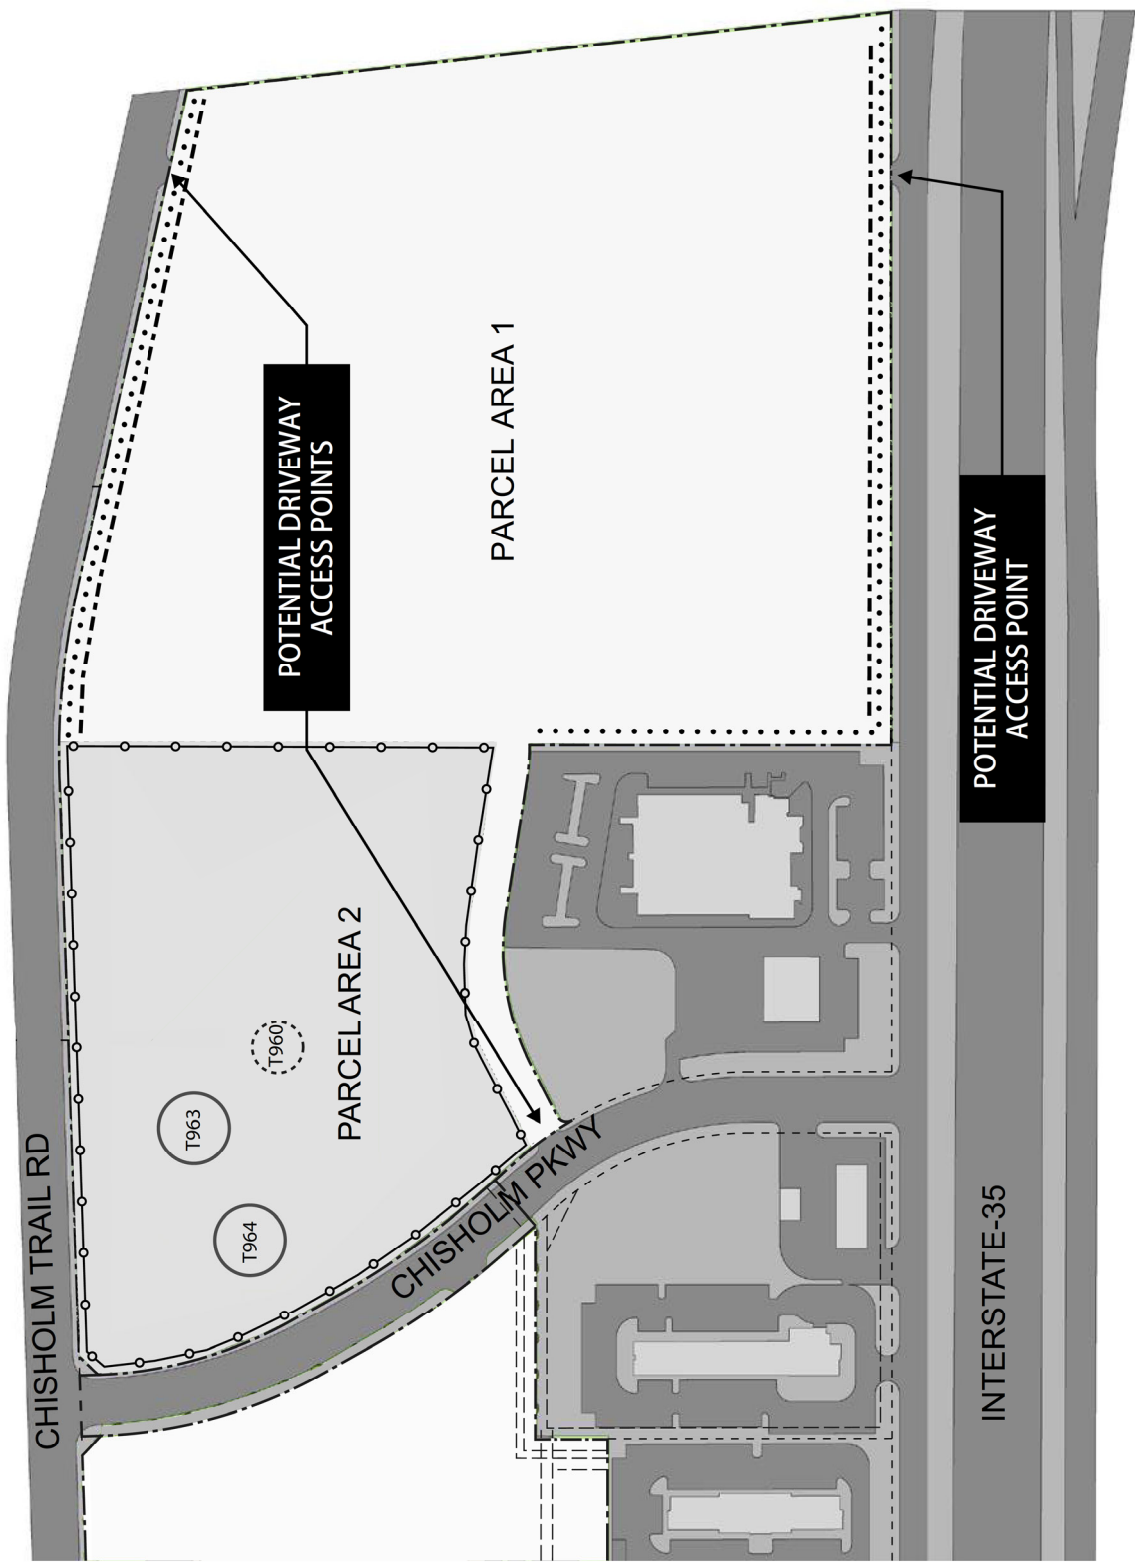 CHISHOLM TRAIL RD
T964
T963
T960
PARCEL AREA 2
CHISHOLM PKWY
POTENTIAL DRIVEWAY
ACCESS POINTS
PARCEL AREA 1
INTERSTATE-35
POTENTIAL DRIVEWAY
ACCESS POINT